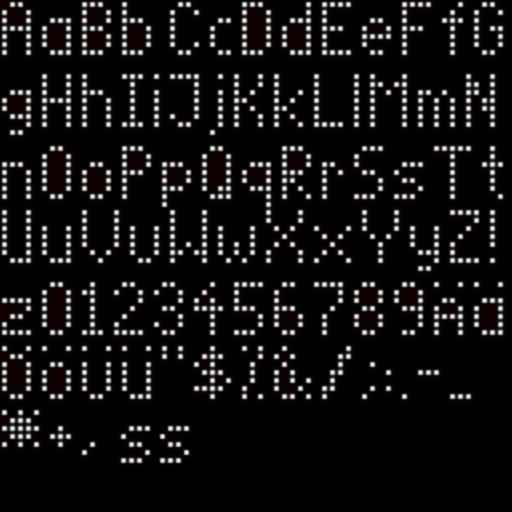 AaBbCcDdEeFfG
gHhIiJjKkLlMmN
nOoPpQqRrSsTt
UuVvWwXxYyZ!
z0123456789Ää
ÖöÜü"$%&/:.-_
*+,ss